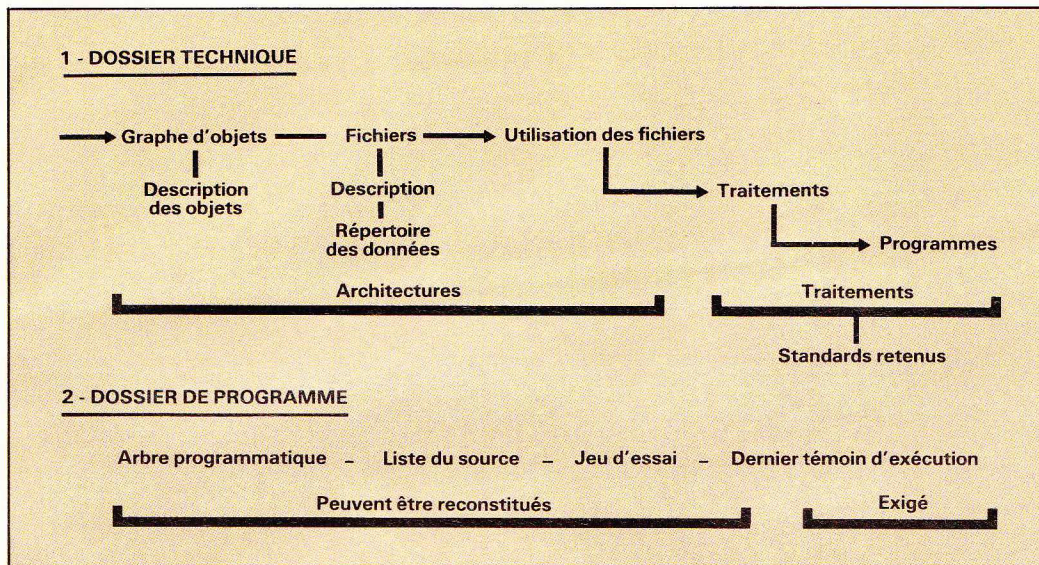 1 - DOSSIER TECHNIQUE
Graphe d'objets
Fichiers
Utilisation des fichiers
Description
des objets
Description
Traitements
Répertoire
des données
Programmes
Architectures
Traitements
Standards retenus
2 - DOSSIER DE PROGRAMME
Arbre programmatique - Liste du source - Jeu d'essai - Dernier témoin d'exécution
Peuvent être reconstitués
Exigé